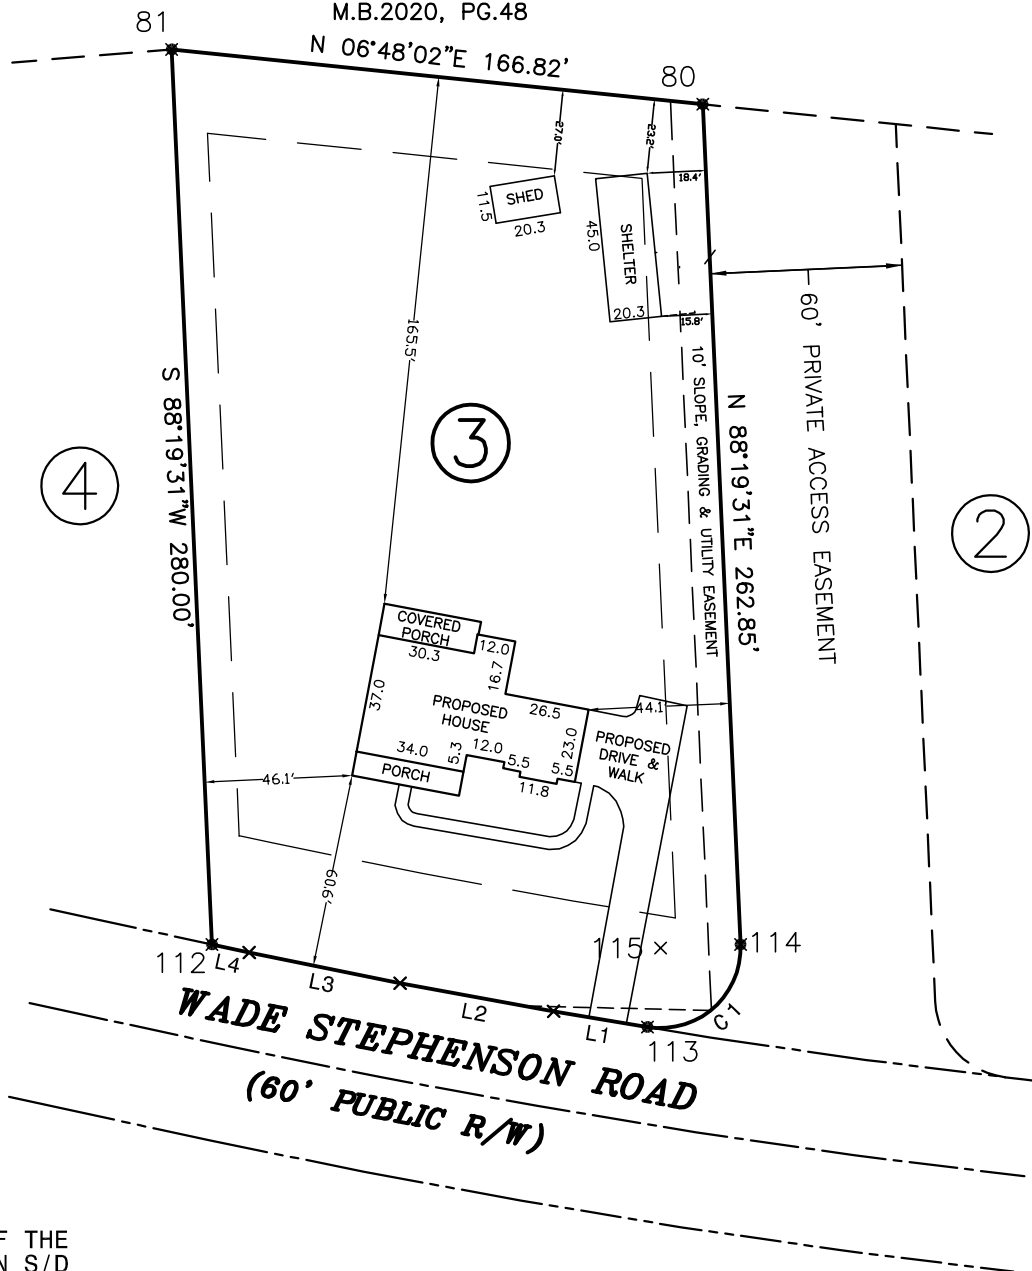 M.B.2020, PG.48
81
N 06°48'02"E 166.82'
80
27.0'
23.2'
18.4'
SHED
11.5
20.3
45.0
SHELTER
20.3
15.8'
165.5'
60' PRIVATE ACCESS EASEMENT
10' SLOPE, GRADING & UTILITY EASEMENT
S 88°19'31"W 280.00'
N 88°19'31"E 262.85'
3
4
2
COVERED
PORCH
30.3
12.0
16.7
37.0
PROPOSED
HOUSE
26.5
44.1'
23.0
PROPOSED
DRIVE &
WALK
34.0
5.3
12.0
5.5
5.5
11.8
PORCH
46.1'
60.6'
115
114
112
L4
L3
L2
L1
C1
113
WADE STEPHENSON ROAD
(60' PUBLIC R/W)
F THE
N S/D